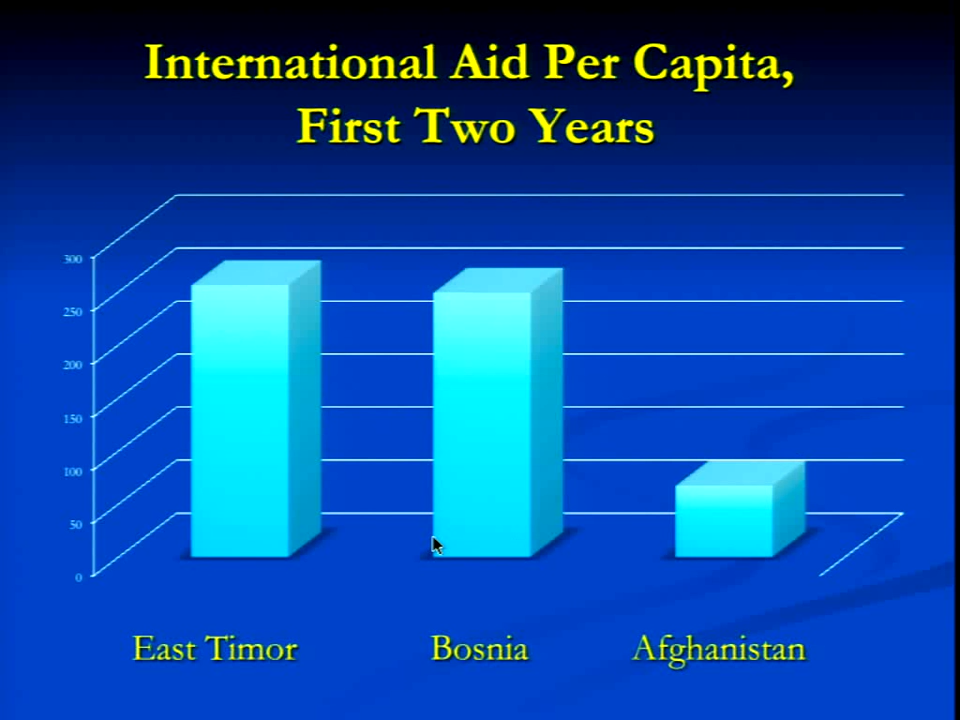 International Aid Per Capita,
First Two Years
300
250
200
150
100
50
0
East Timor Bosnia Afghanistan